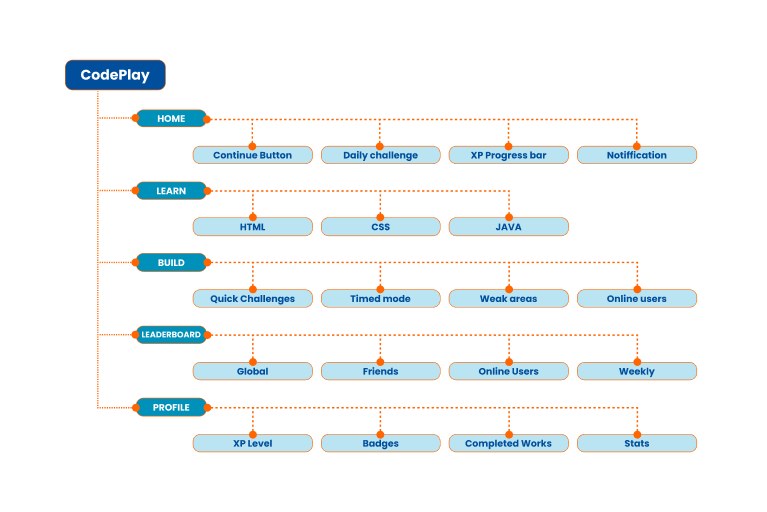 CodePlay
HOME
Continue Button
Daily challenge
XP Progress bar
Notiffication
LEARN
HTML
CSS
JAVA
BUILD
Quick Challenges
Timed mode
Weak areas
Online users
LEADERBOARD
Global
Friends
Online Users
Weekly
PROFILE
XP Level
Badges
Completed Works
Stats